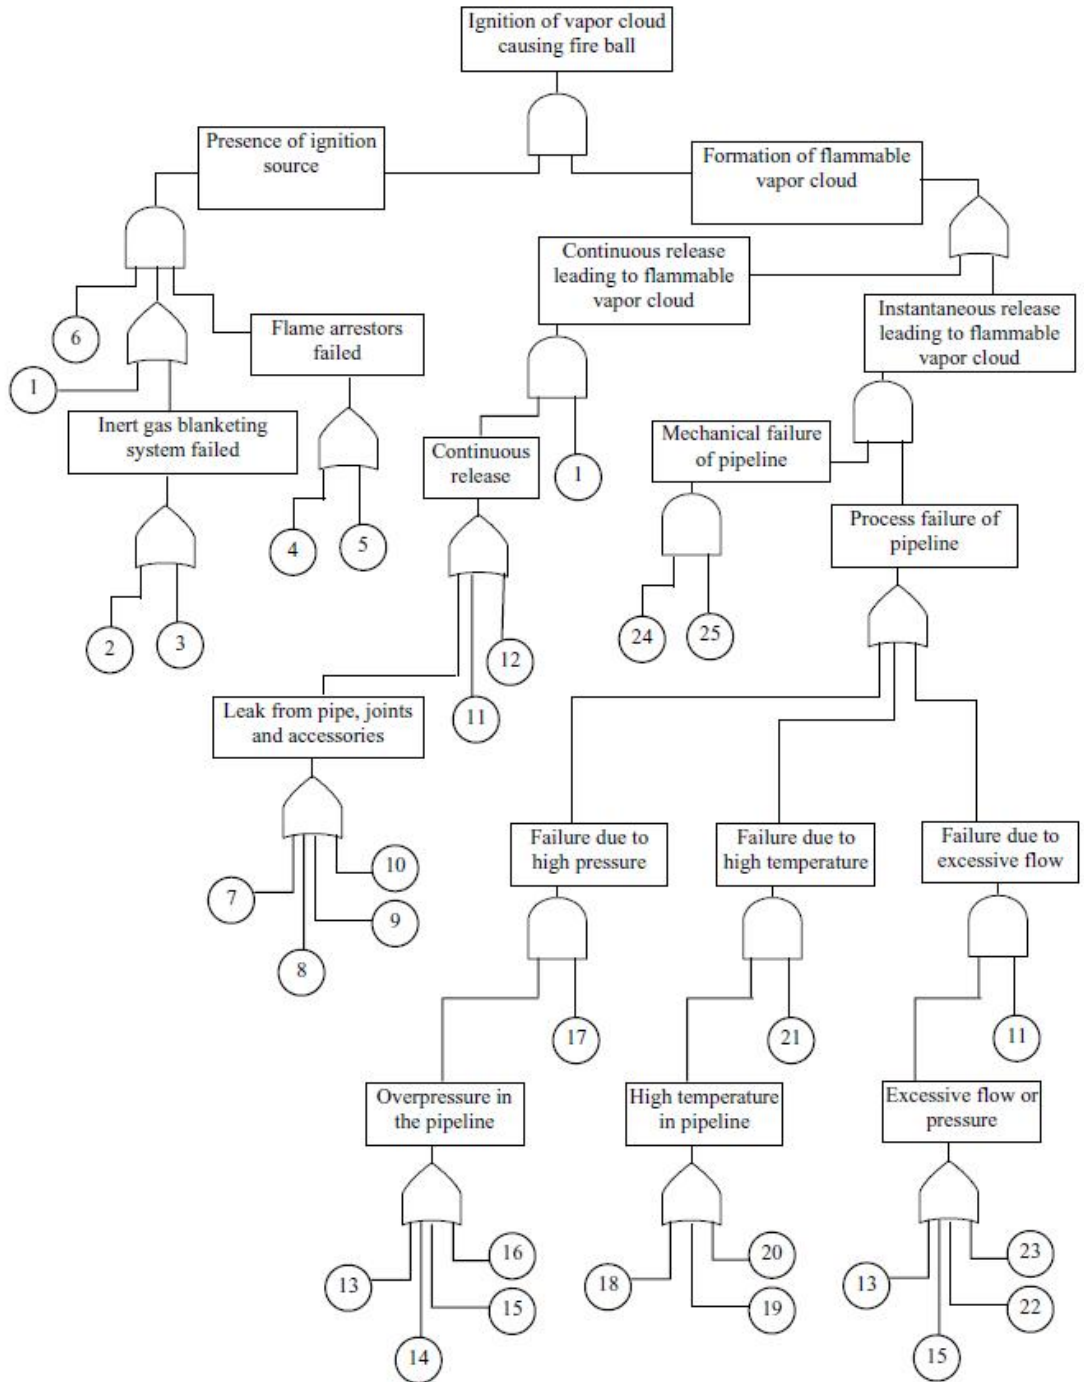 Ignition of vapor cloud
causing fire ball
Presence of ignition
source
Formation of flammable
vapor cloud
Continuous release
leading to flammable
vapor cloud
Instantaneous release
leading to flammable
vapor cloud
6
Flame arrestors
failed
1
Inert gas blanketing
system failed
Continuous
release
1
Mechanical failure
of pipeline
Process failure of
pipeline
4
5
2
3
12
24
25
11
Leak from pipe, joints
and accessories
Failure due to
high pressure
Failure due to
high temperature
Failure due to
excessive flow
7
10
9
8
17
21
11
Overpressure in
the pipeline
High temperature
in pipeline
Excessive flow or
pressure
13
16
15
14
18
20
19
13
23
22
15